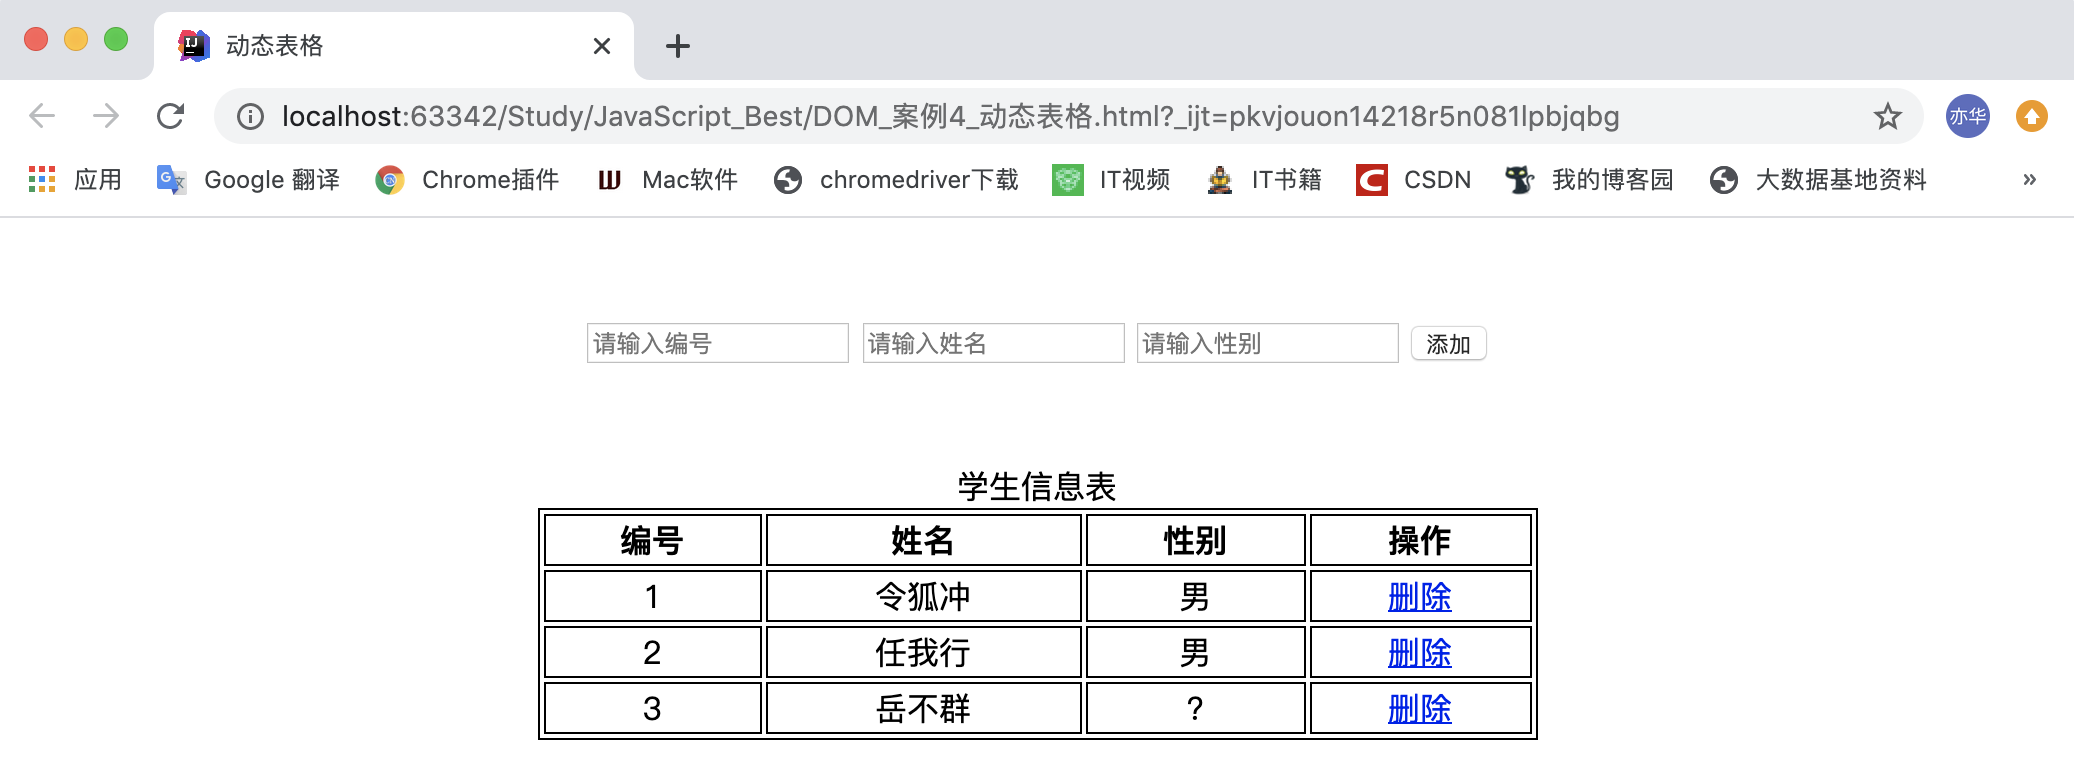 动态表格
localhost:63342/Study/JavaScript_Best/DOM_案例4_动态表格.html?_ijt=pkvjouon14218r5n081lpbjqbg 亦华
应用 Google 翻译 Chrome插件 Mac软件 chromedriver下载 IT视频 IT书籍 CSDN 我的博客园 大数据基地资料 »
请输入编号 请输入姓名 请输入性别 添加
学生信息表
编号 姓名 性别 操作
1 令狐冲 男 删除
2 任我行 男 删除
3 岳不群 ? 删除